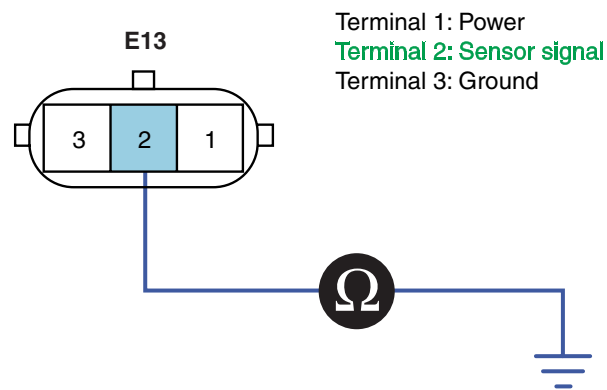 E13
Terminal 1: Power
Terminal 2: Sensor signal
Terminal 3: Ground
3 2 1
Ω